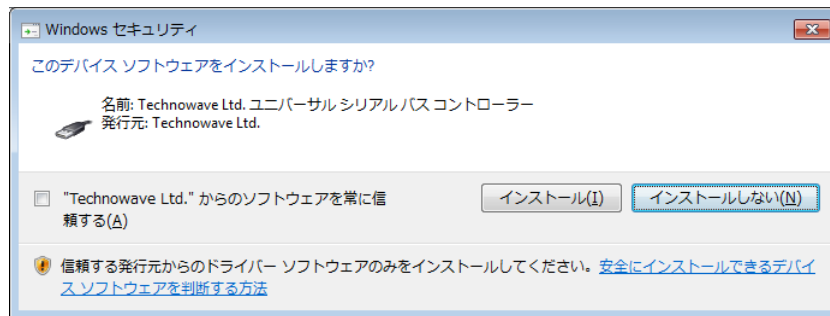 Windows セキュリティ
このデバイス ソフトウェアをインストールしますか?
名前: Technowave Ltd. ユニバーサル シリアル バス コントローラー
発行元: Technowave Ltd.
"Technowave Ltd." からのソフトウェアを常に信
頼する(A)
インストール(I)
インストールしない(N)
信頼する発行元からのドライバー ソフトウェアのみをインストールしてください。安全にインストールできるデバイ
ス ソフトウェアを判断する方法